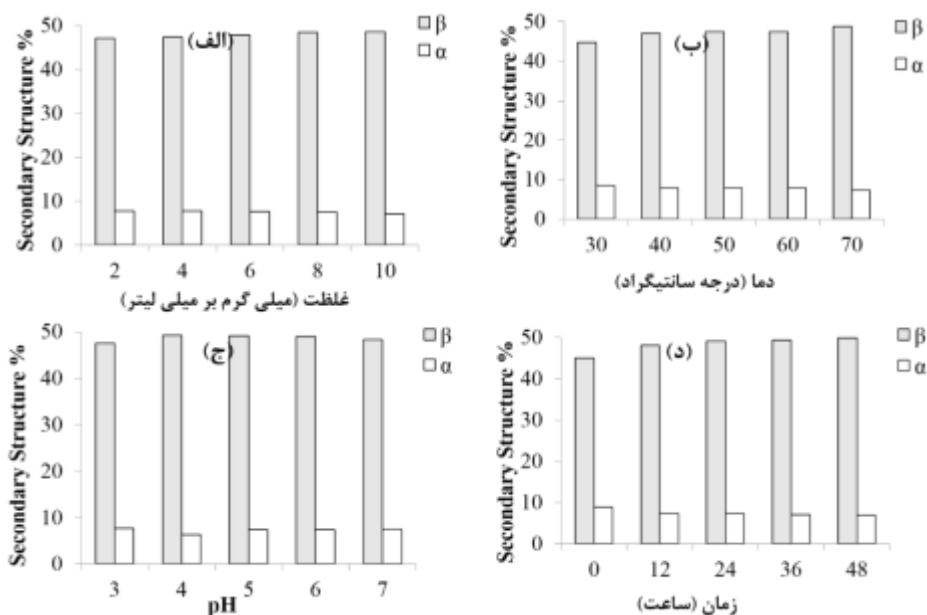 Secondary Structure %
50
40
30
20
10
0
(الف)
β
α
2 4 6 8 10
غلظت (میلی گرم بر میلی لیتر)
Secondary Structure %
50
40
30
20
10
0
(ب)
β
α
30 40 50 60 70
دما (درجه سانتیگراد)
Secondary Structure %
50
40
30
20
10
0
(ج)
β
α
3 4 5 6 7
pH
Secondary Structure %
50
40
30
20
10
0
(د)
β
α
0 12 24 36 48
زمان (ساعت)